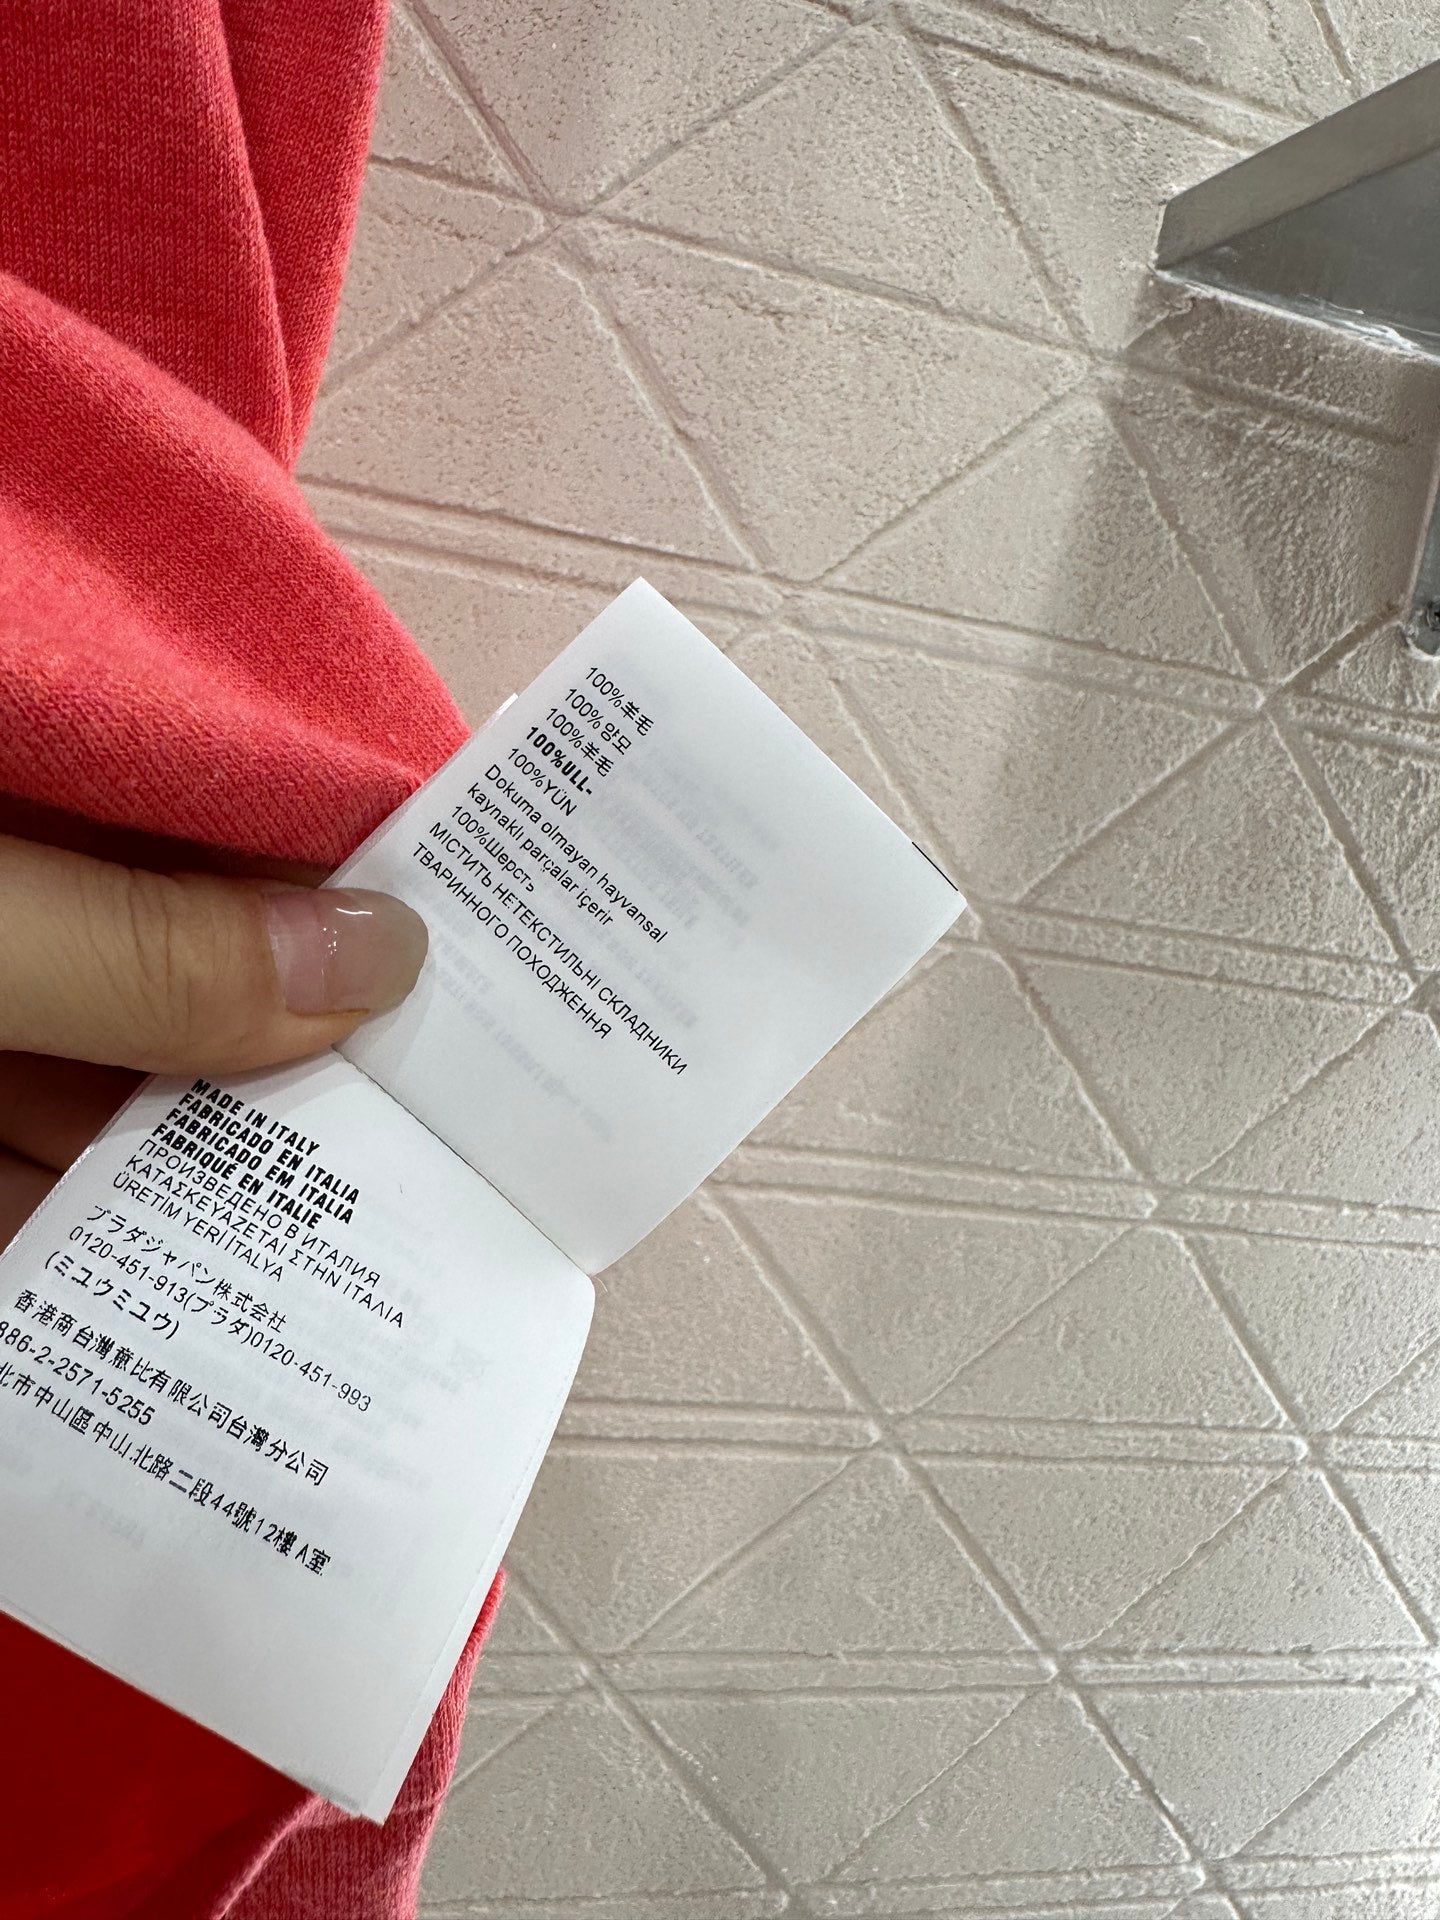 100%羊毛
100%양모
100%羊毛
100%ULL-
100%YÜN
Dokuma olmayan hayvansal
kaynaklı parçalar içerir
100%Шерсть
МІСТИТЬ НЕТЕКСТИЛЬНІ СКЛАДНИКИ
ТВАРИННОГО ПОХОДЖЕННЯ
MADE IN ITALY
FABRICADO EN ITALIA
FABRICADO EM ITALIA
FABRIQUÉ EN ITALIE
ПРОИЗВЕДЕНО В ИТАЛИЯ
ΚΑΤΑΣΚΕΥΑΖΕΤΑΙ ΣΤΗΝ ΙΤΑΛΙΑ
ÜRETİM YERİ İTALYA
プラダジャパン株式会社
0120-451-913(プラダ)0120-451-993
(ミュウミュウ)
香港商台灣薈比有限公司台灣分公司
886-2-2571-5255
北市中山區中山北路二段44號12樓A室